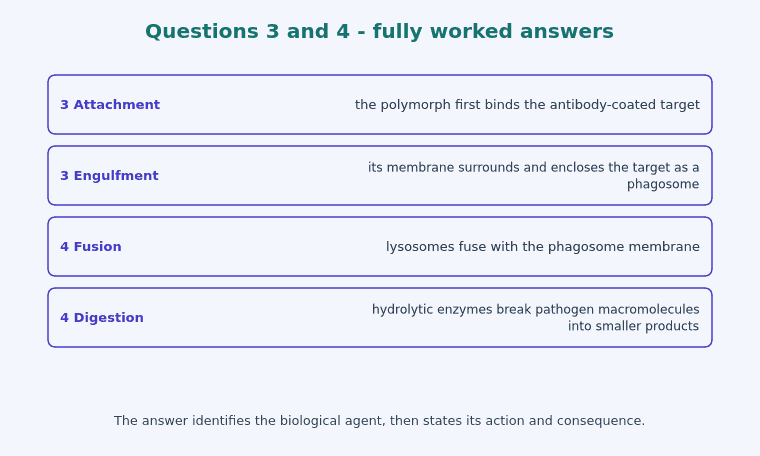 Questions 3 and 4 - fully worked answers
3 Attachment the polymorph first binds the antibody-coated target
3 Engulfment its membrane surrounds and encloses the target as a
phagosome
4 Fusion lysosomes fuse with the phagosome membrane
4 Digestion hydrolytic enzymes break pathogen macromolecules
into smaller products
The answer identifies the biological agent, then states its action and consequence.